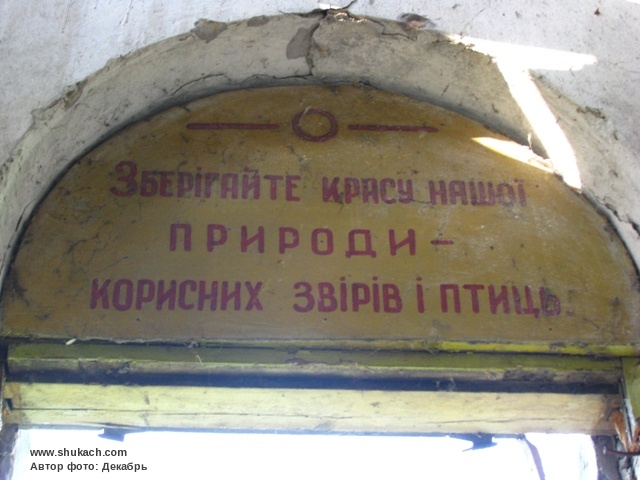 Зберігайте красу нашої
природи –
корисних звірів і птиць.
www.shukach.com
Автор фото: Декабрь